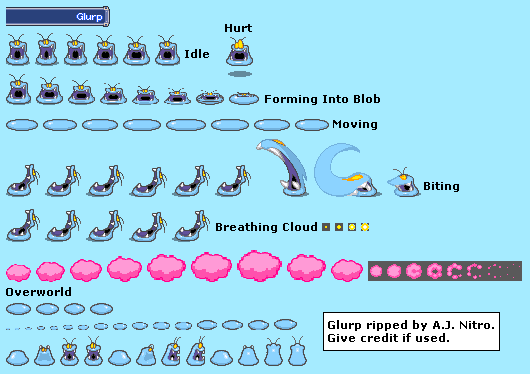 Glurp
Hurt
Idle
Forming Into Blob
Moving
Biting
Breathing Cloud
Overworld
Glurp ripped by A.J. Nitro.
Give credit if used.